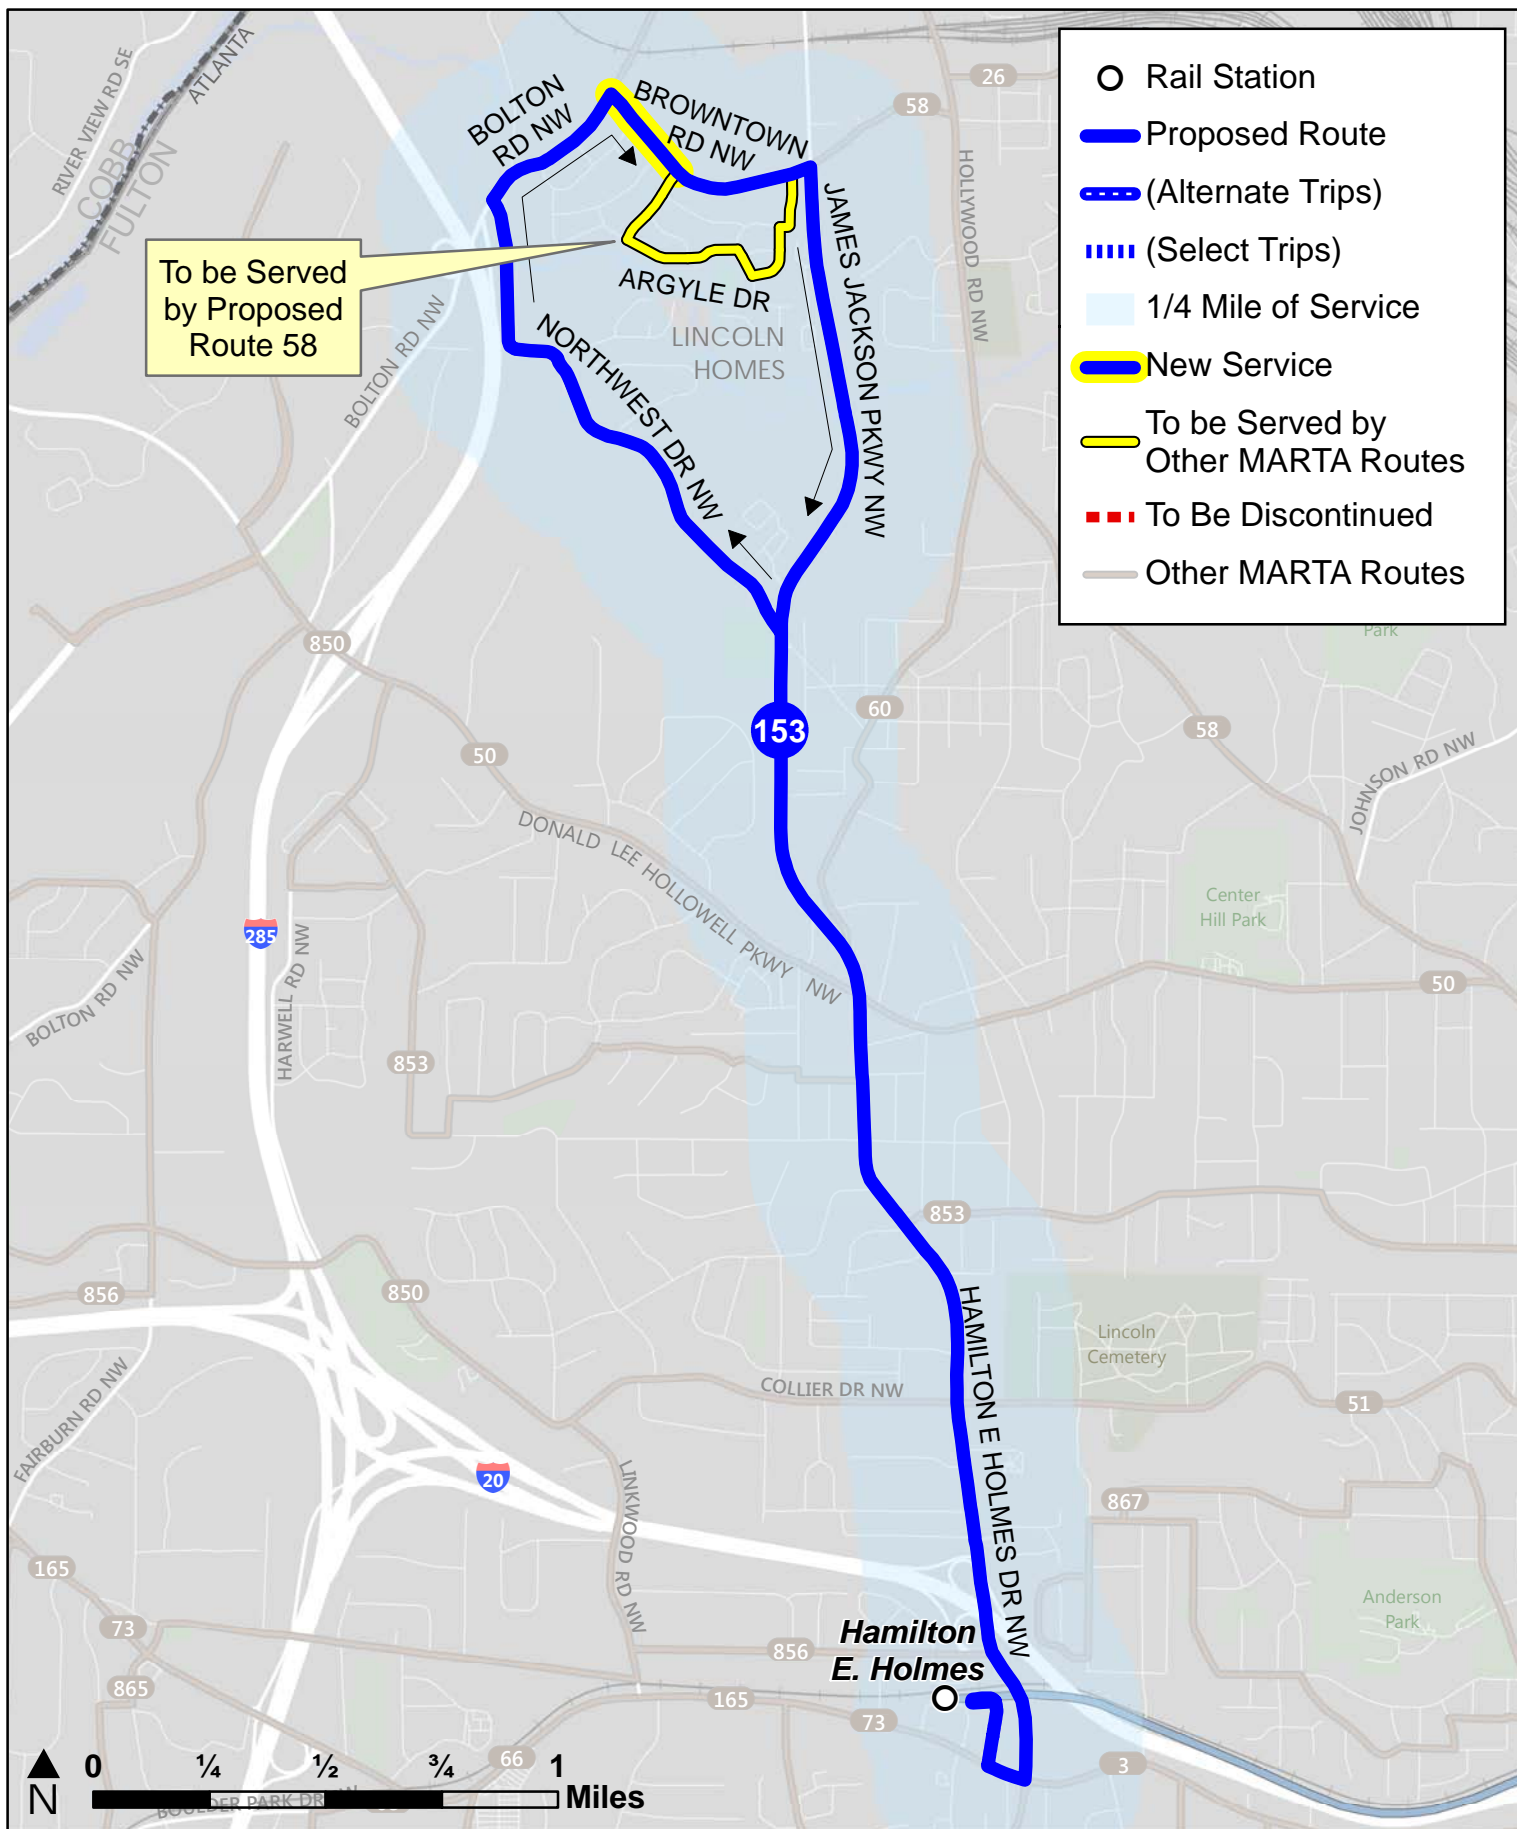 RIVER VIEW RD SE
ATLANTA
COBB
FULTON
BOLTON
RD NW
BROWNTOWN
RD NW
JAMES JACKSON PKWY NW
HOLLYWOOD RD NW
26
58
Rail Station
Proposed Route
(Alternate Trips)
(Select Trips)
1/4 Mile of Service
New Service
To be Served by
Other MARTA Routes
To Be Discontinued
Other MARTA Routes
To be Served
by Proposed
Route 58
ARGYLE DR
LINCOLN
HOMES
NORTHWEST DR NW
BOLTON RD NW
Park
850
50
153
60
58
JOHNSON RD NW
DONALD LEE HOLLOWELL PKWY NW
Center
Hill Park
285
HARWELL RD NW
BOLTON RD NW
50
853
853
856
850
HAMILTON E HOLMES DR NW
Lincoln
Cemetery
COLLIER DR NW
51
FAIRBURN RD NW
20
LINKWOOD RD NW
867
165
73
Anderson
Park
856
Hamilton
E. Holmes
865
165
73
66
3
N
0 ¼ ½ ¾ 1
Miles
BOULDER PARK DR